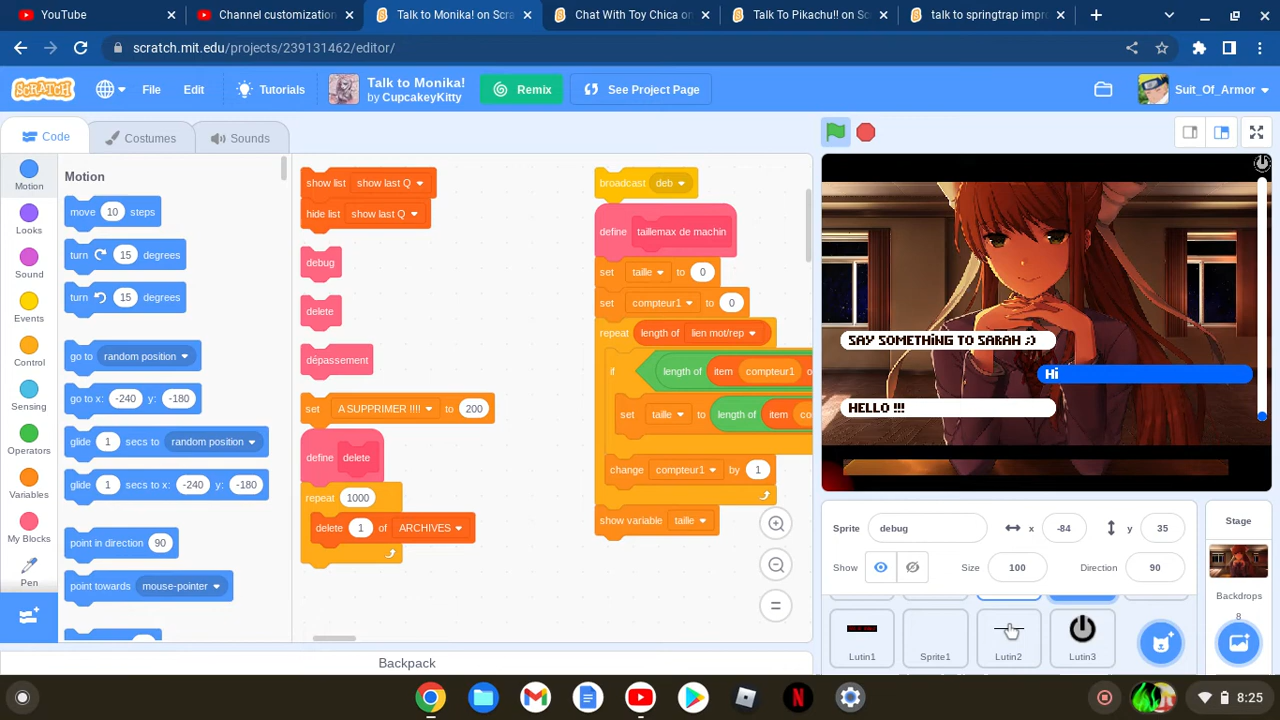 YouTube
Channel customization
Talk to Monika! on Scra
Chat With Toy Chica on
Talk To Pikachu!! on Sc
talk to springtrap impr
scratch.mit.edu/projects/239131462/editor/
SCRATCH
File
Edit
Tutorials
Talk to Monika!
by CupcakeyKitty
Remix
See Project Page
Suit_Of_Armor
Code
Costumes
Sounds
Motion
Looks
Sound
Events
Control
Sensing
Operators
Variables
My Blocks
Pen
Motion
move 10 steps
turn 15 degrees
turn 15 degrees
go to random position
go to x: -240 y: -180
glide 1 secs to random position
glide 1 secs to x: -240 y: -180
point in direction 90
point towards mouse-pointer
show list show last Q
hide list show last Q
debug
delete
dépassement
set A SUPPRIMER !!!! to 200
define delete
repeat 1000
delete 1 of ARCHIVES
broadcast deb
define taillemax de machin
set taille to 0
set compteur1 to 0
repeat length of lien mot/rep
if length of item compteur1 o
set taille to length of item co
change compteur1 by 1
show variable taille
SAY SOMETHiNG TO SARAH ;)
Hi
HELLO !!!
Sprite debug x -84 y 35
Show Size 100 Direction 90
Stage
Backdrops
8
Lutin1
Sprite1
Lutin2
Lutin3
Backpack
8:25